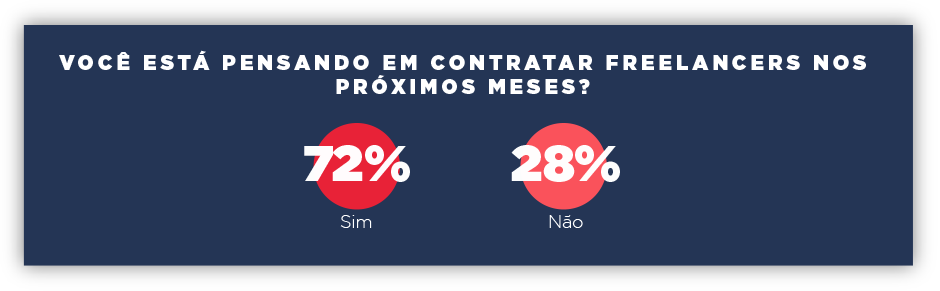 VOCÊ ESTÁ PENSANDO EM CONTRATAR FREELANCERS NOS
PRÓXIMOS MESES?
72% 28%
Sim Não